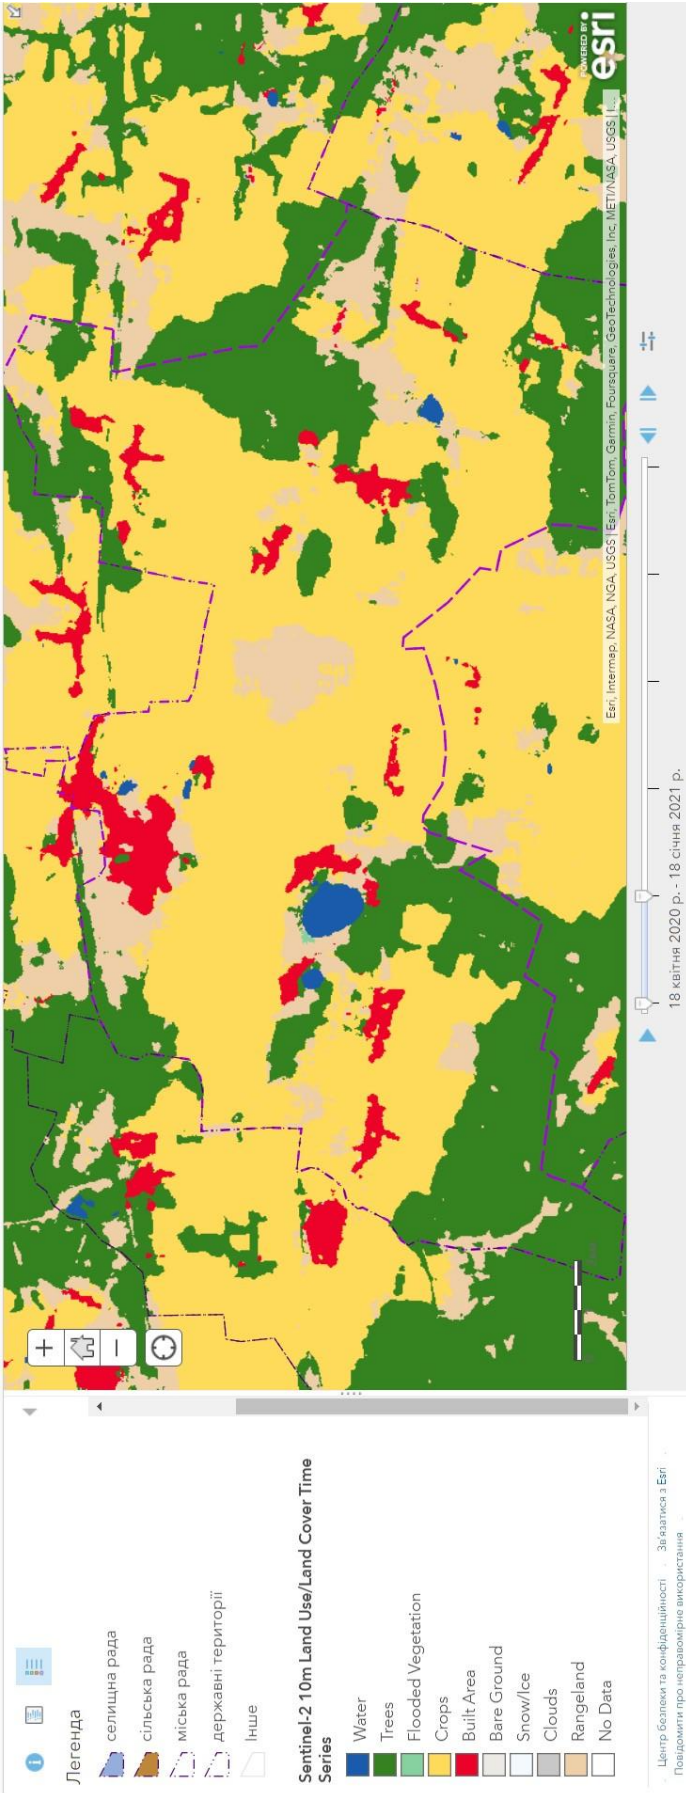 Легенда
селищна рада
сільська рада
міська рада
державні території
Інше
Sentinel-2 10m Land Use/Land Cover Time
Series
Water
Trees
Flooded Vegetation
Crops
Built Area
Bare Ground
Snow/Ice
Clouds
Rangeland
No Data
Центр безпеки та конфіденційності . Зв'язатися з Esri .
Повідомити про неправомірне використання .
+
−
POWERED BY
esri
Esri, Intermap, NASA, NGA, USGS | Esri, TomTom, Garmin, Foursquare, GeoTechnologies, Inc, METI/NASA, USGS | ...
18 квітня 2020 р. - 18 січня 2021 р.